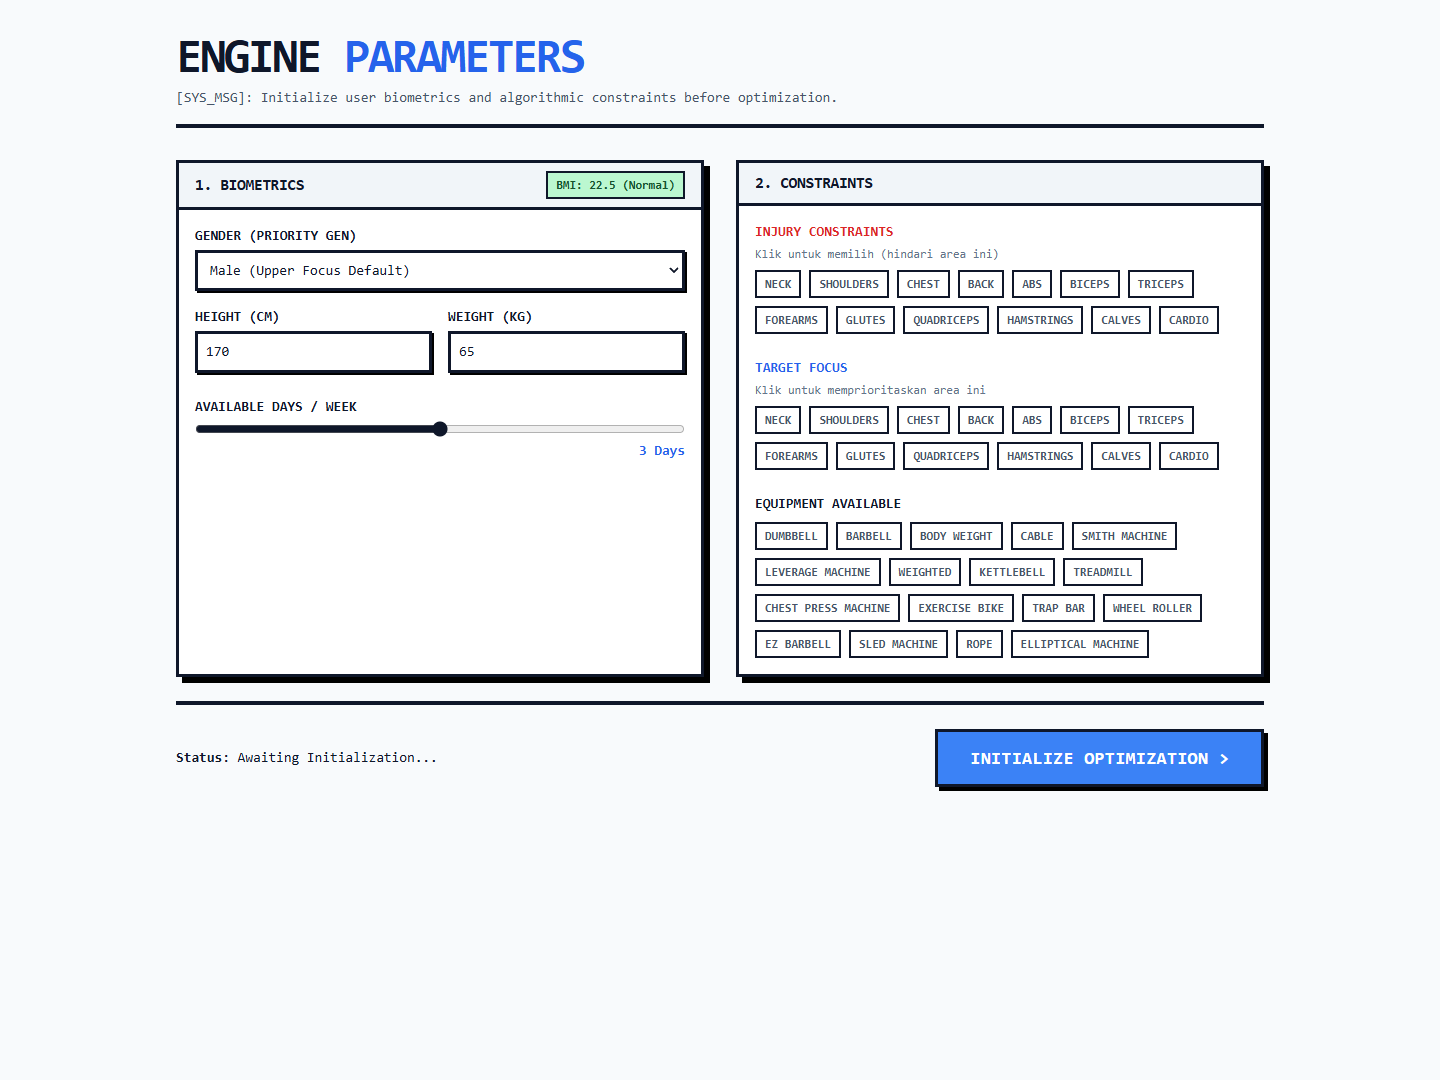 ENGINE PARAMETERS
[SYS_MSG]: Initialize user biometrics and algorithmic constraints before optimization.
1. BIOMETRICS
BMI: 22.5 (Normal)
GENDER (PRIORITY GEN)
Male (Upper Focus Default)
HEIGHT (CM) WEIGHT (KG)
170 65
AVAILABLE DAYS / WEEK
3 Days
2. CONSTRAINTS
INJURY CONSTRAINTS
Klik untuk memilih (hindari area ini)
NECK SHOULDERS CHEST BACK ABS BICEPS TRICEPS
FOREARMS GLUTES QUADRICEPS HAMSTRINGS CALVES CARDIO
TARGET FOCUS
Klik untuk memprioritaskan area ini
NECK SHOULDERS CHEST BACK ABS BICEPS TRICEPS
FOREARMS GLUTES QUADRICEPS HAMSTRINGS CALVES CARDIO
EQUIPMENT AVAILABLE
DUMBBELL BARBELL BODY WEIGHT CABLE SMITH MACHINE
LEVERAGE MACHINE WEIGHTED KETTLEBELL TREADMILL
CHEST PRESS MACHINE EXERCISE BIKE TRAP BAR WHEEL ROLLER
EZ BARBELL SLED MACHINE ROPE ELLIPTICAL MACHINE
Status: Awaiting Initialization...
INITIALIZE OPTIMIZATION >